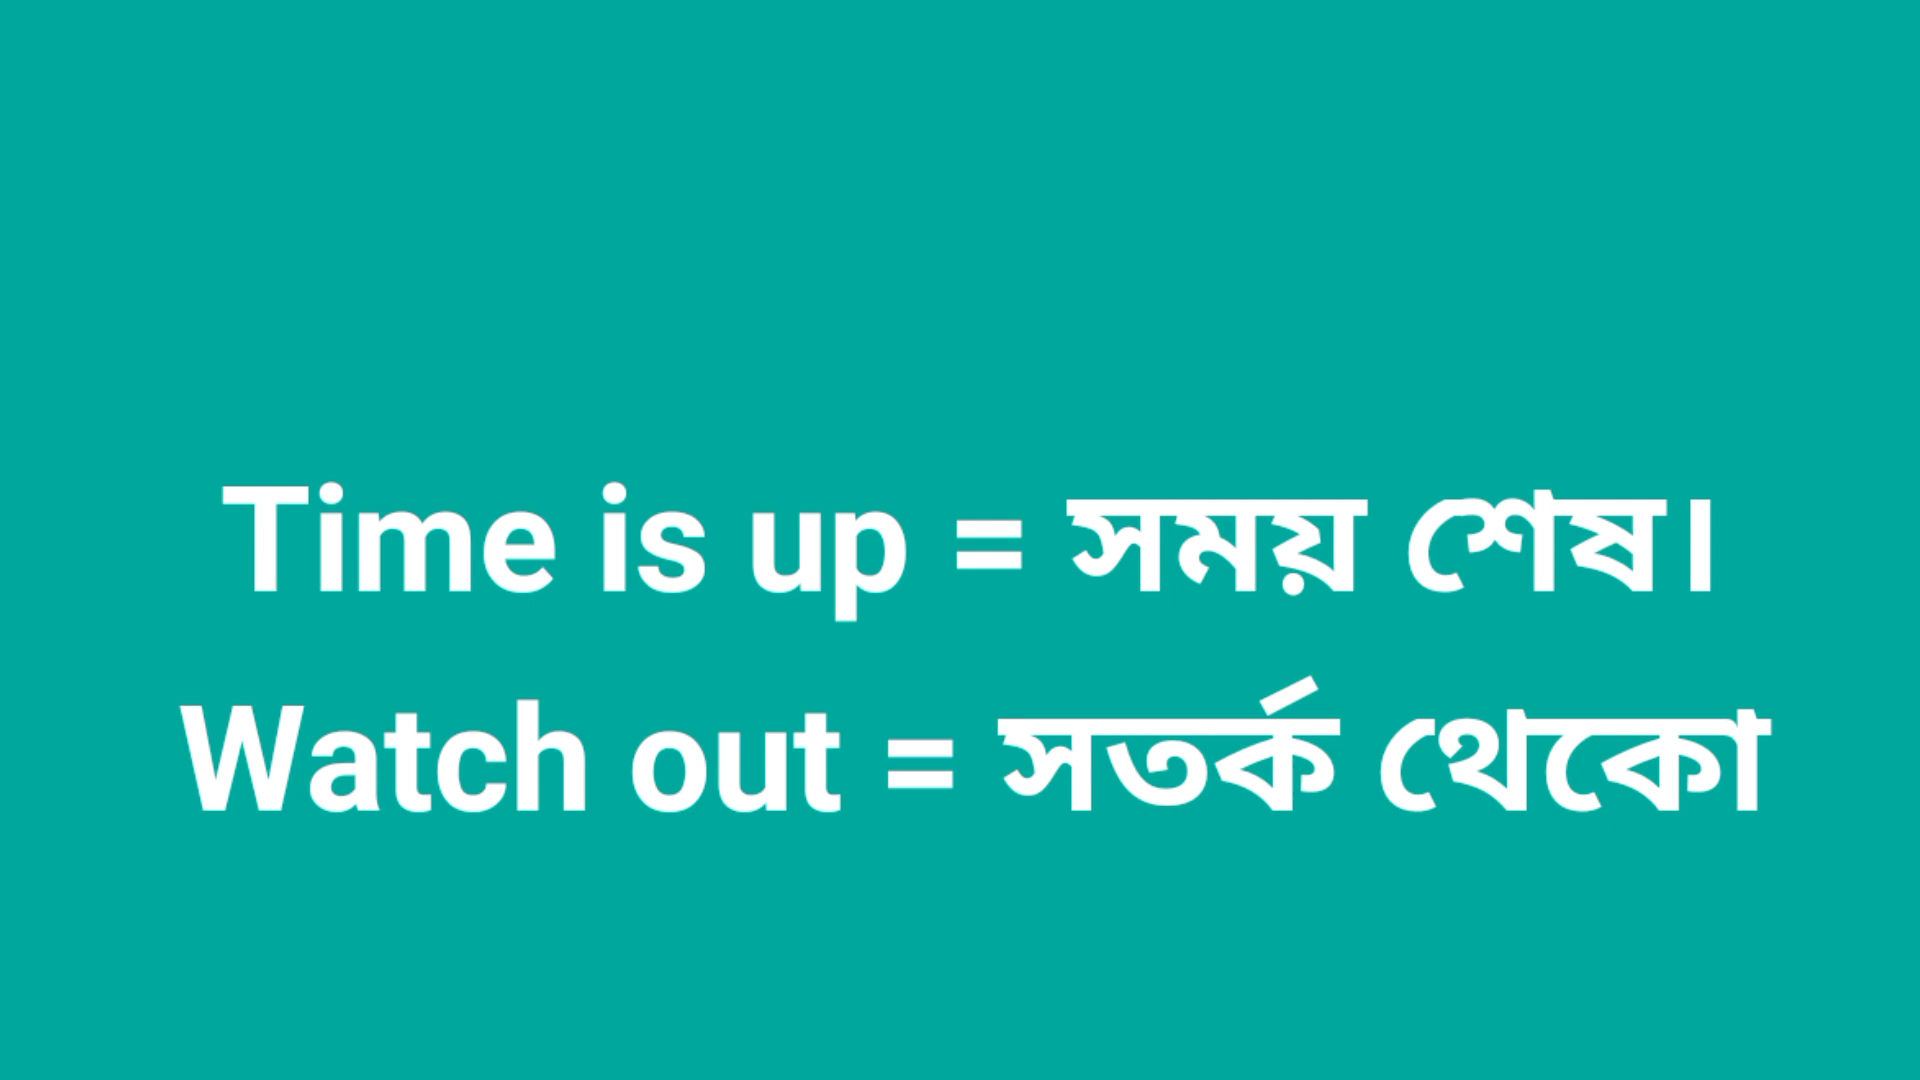 Time is up = সময় শেষ।
Watch out = সতর্ক থেকো